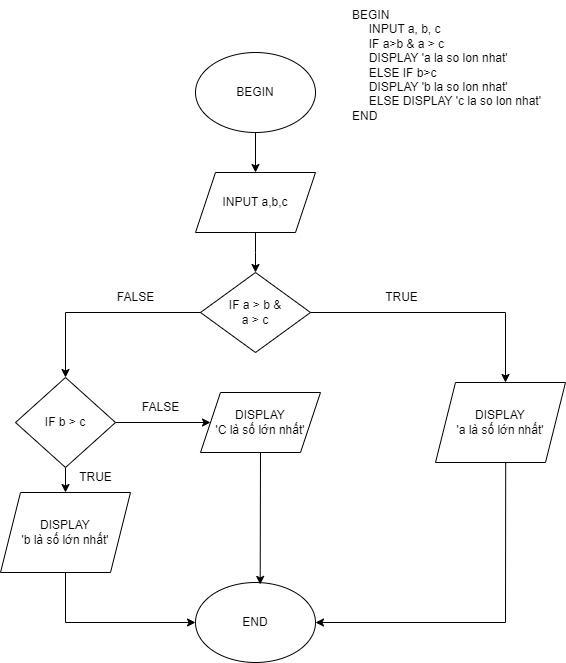 BEGIN
INPUT a, b, c
IF a>b & a > c
DISPLAY 'a la so lon nhat'
ELSE IF b>c
DISPLAY 'b la so lon nhat'
ELSE DISPLAY 'c la so lon nhat'
END
BEGIN
INPUT a,b,c
IF a > b &
a > c
FALSE
TRUE
IF b > c
FALSE
DISPLAY
'C là số lớn nhất'
DISPLAY
'a là số lớn nhất'
TRUE
DISPLAY
'b là số lớn nhất'
END